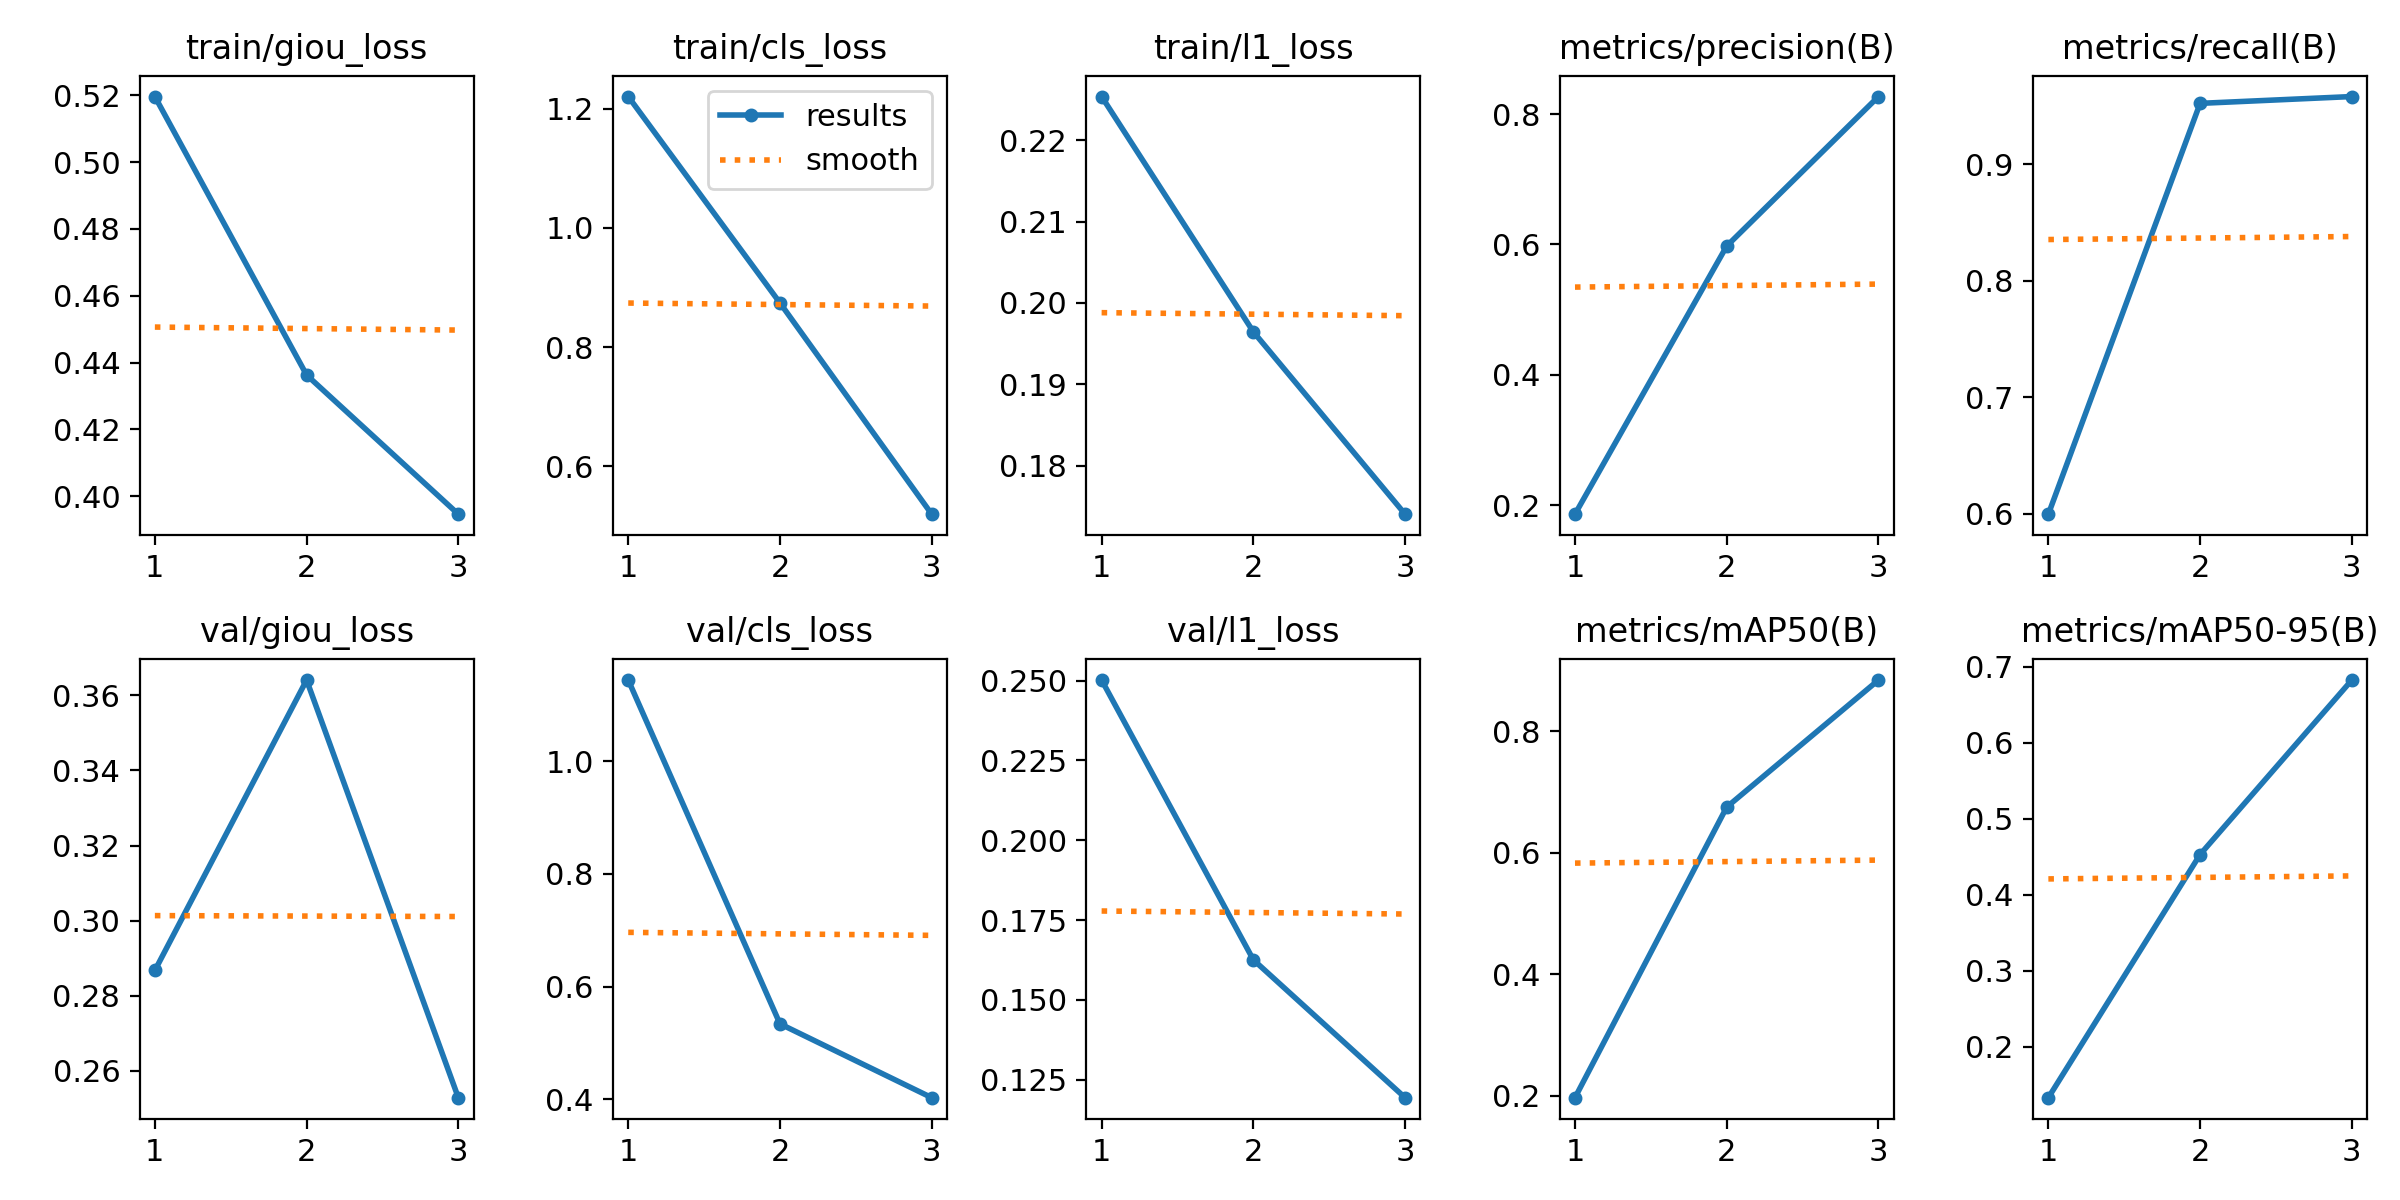 train/giou_loss
0.52
0.50
0.48
0.46
0.44
0.42
0.40
1 2 3
train/cls_loss
results
smooth
1.2
1.0
0.8
0.6
1 2 3
train/l1_loss
0.22
0.21
0.20
0.19
0.18
1 2 3
metrics/precision(B)
0.8
0.6
0.4
0.2
1 2 3
metrics/recall(B)
0.9
0.8
0.7
0.6
1 2 3
val/giou_loss
0.36
0.34
0.32
0.30
0.28
0.26
1 2 3
val/cls_loss
1.0
0.8
0.6
0.4
1 2 3
val/l1_loss
0.250
0.225
0.200
0.175
0.150
0.125
1 2 3
metrics/mAP50(B)
0.8
0.6
0.4
0.2
1 2 3
metrics/mAP50-95(B)
0.7
0.6
0.5
0.4
0.3
0.2
1 2 3